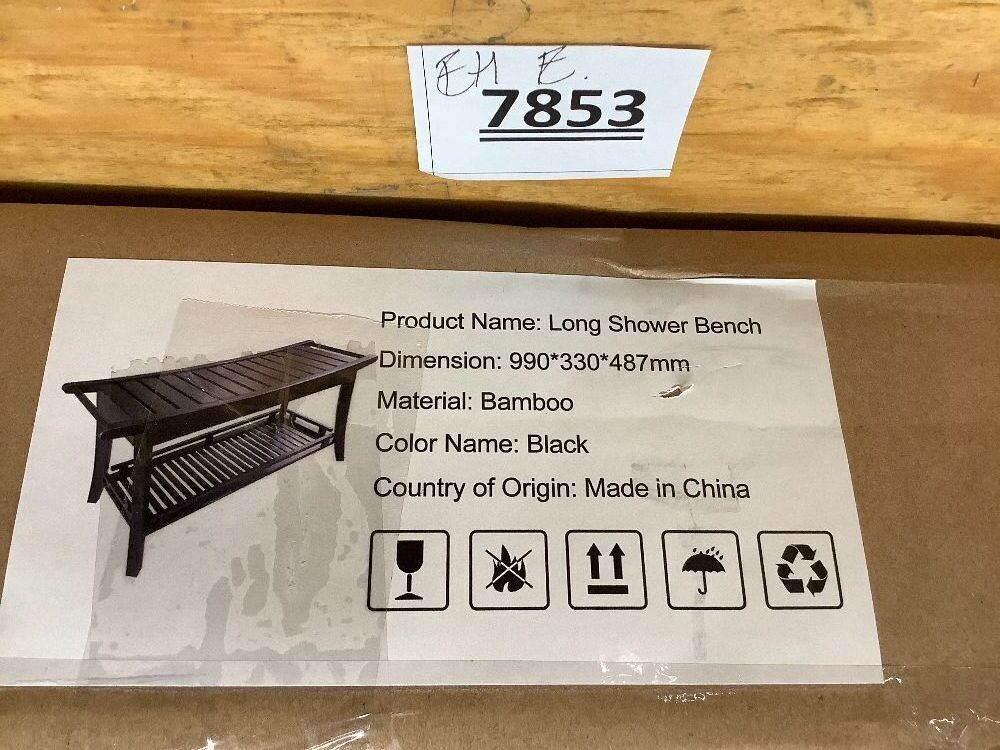 EH E.
7853
Product Name: Long Shower Bench
Dimension: 990*330*487mm
Material: Bamboo
Color Name: Black
Country of Origin: Made in China